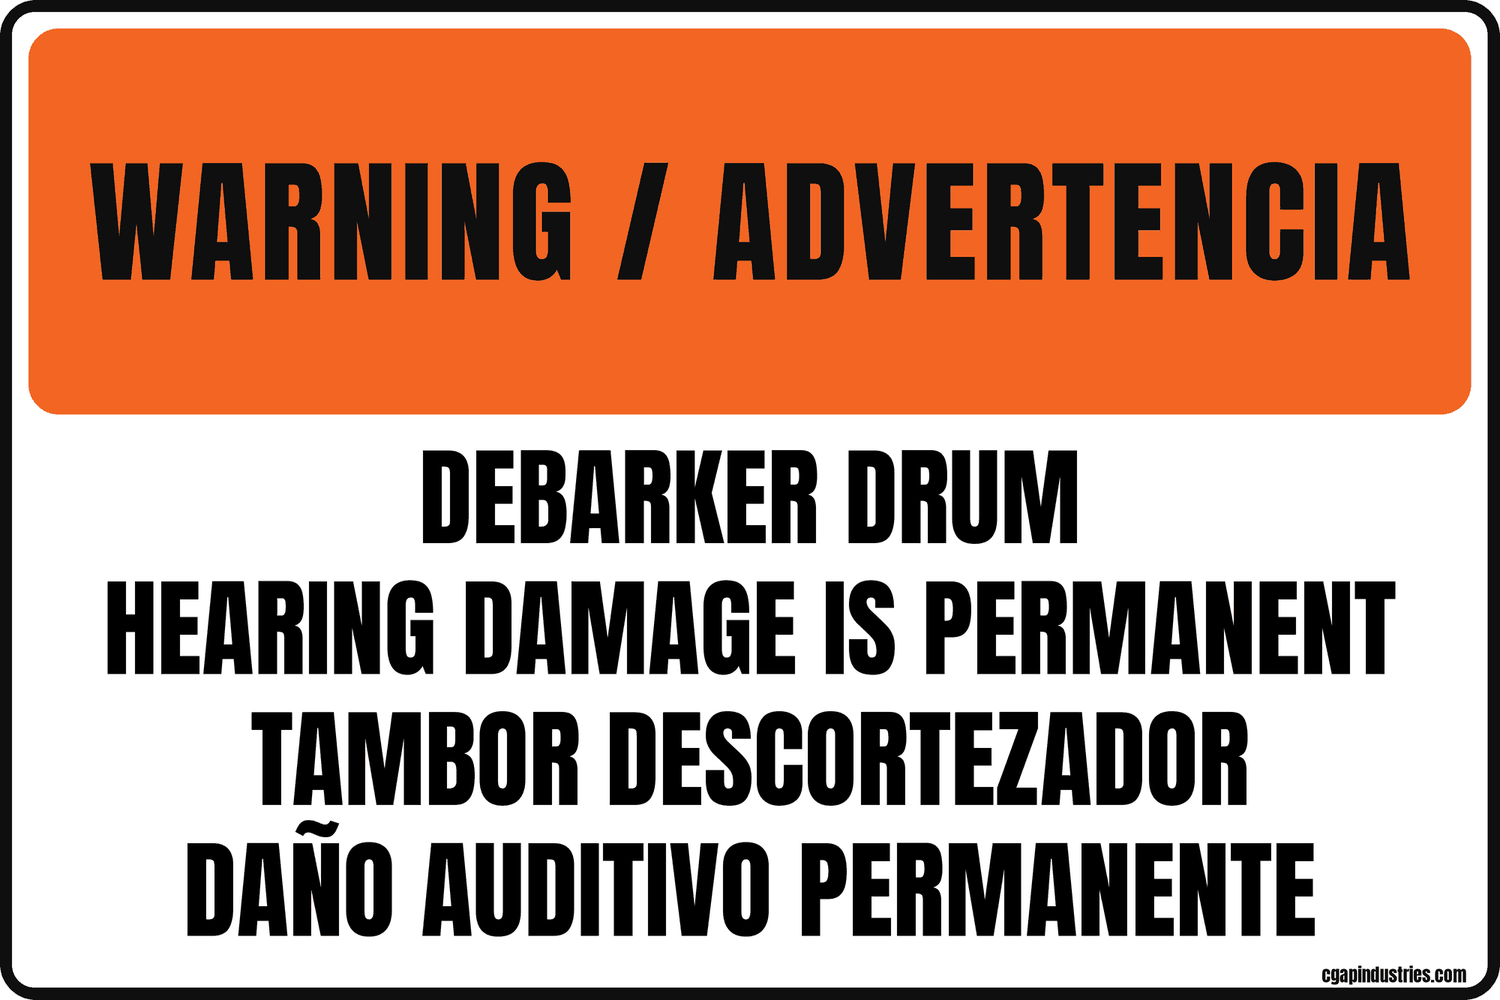 WARNING / ADVERTENCIA
DEBARKER DRUM
HEARING DAMAGE IS PERMANENT
TAMBOR DESCORTEZADOR
DAÑO AUDITIVO PERMANENTE
cgapindustries.com